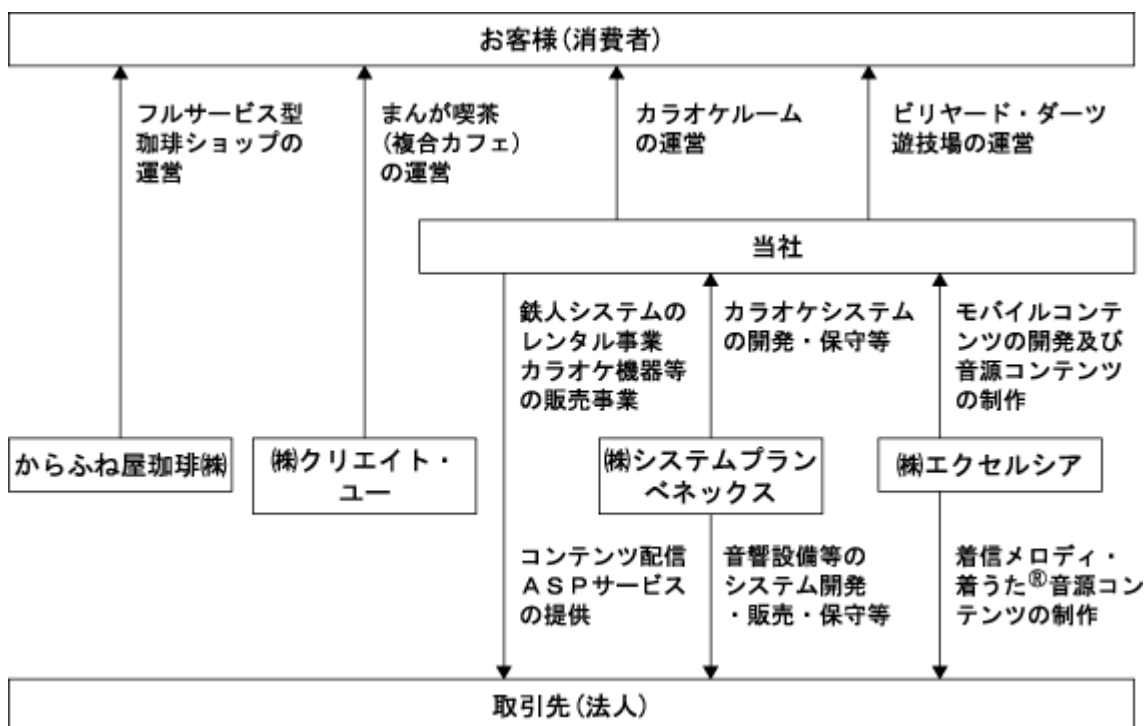 お客様(消費者)
フルサービス型
珈琲ショップの
運営
まんが喫茶
(複合カフェ)
の運営
カラオケルーム
の運営
ビリヤード・ダーツ
遊技場の運営
当社
鉄人システムの
レンタル事業
カラオケ機器等
の販売事業
カラオケシステム
の開発・保守等
モバイルコンテ
ンツの開発及び
音源コンテンツ
の制作
からふね屋珈琲㈱
㈱クリエイト・
ユー
㈱システムプラン
ベネックス
㈱エクセルシア
コンテンツ配信
ASPサービス
の提供
音響設備等の
システム開発
・販売・保守等
着信メロディ・
着うた®音源コン
テンツの制作
取引先(法人)